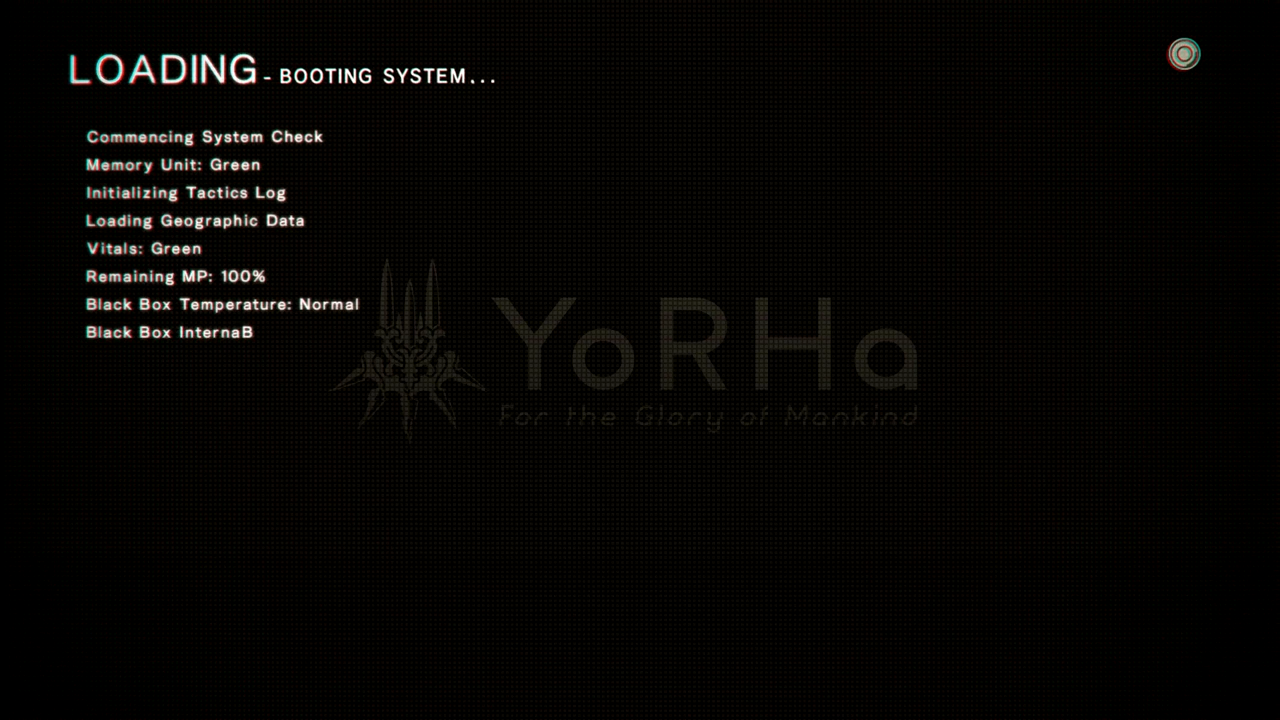 LOADING - BOOTING SYSTEM...
Commencing System Check
Memory Unit: Green
Initializing Tactics Log
Loading Geographic Data
Vitals: Green
Remaining MP: 100%
Black Box Temperature: Normal
Black Box InternaB
YoRHa
For the Glory of Mankind